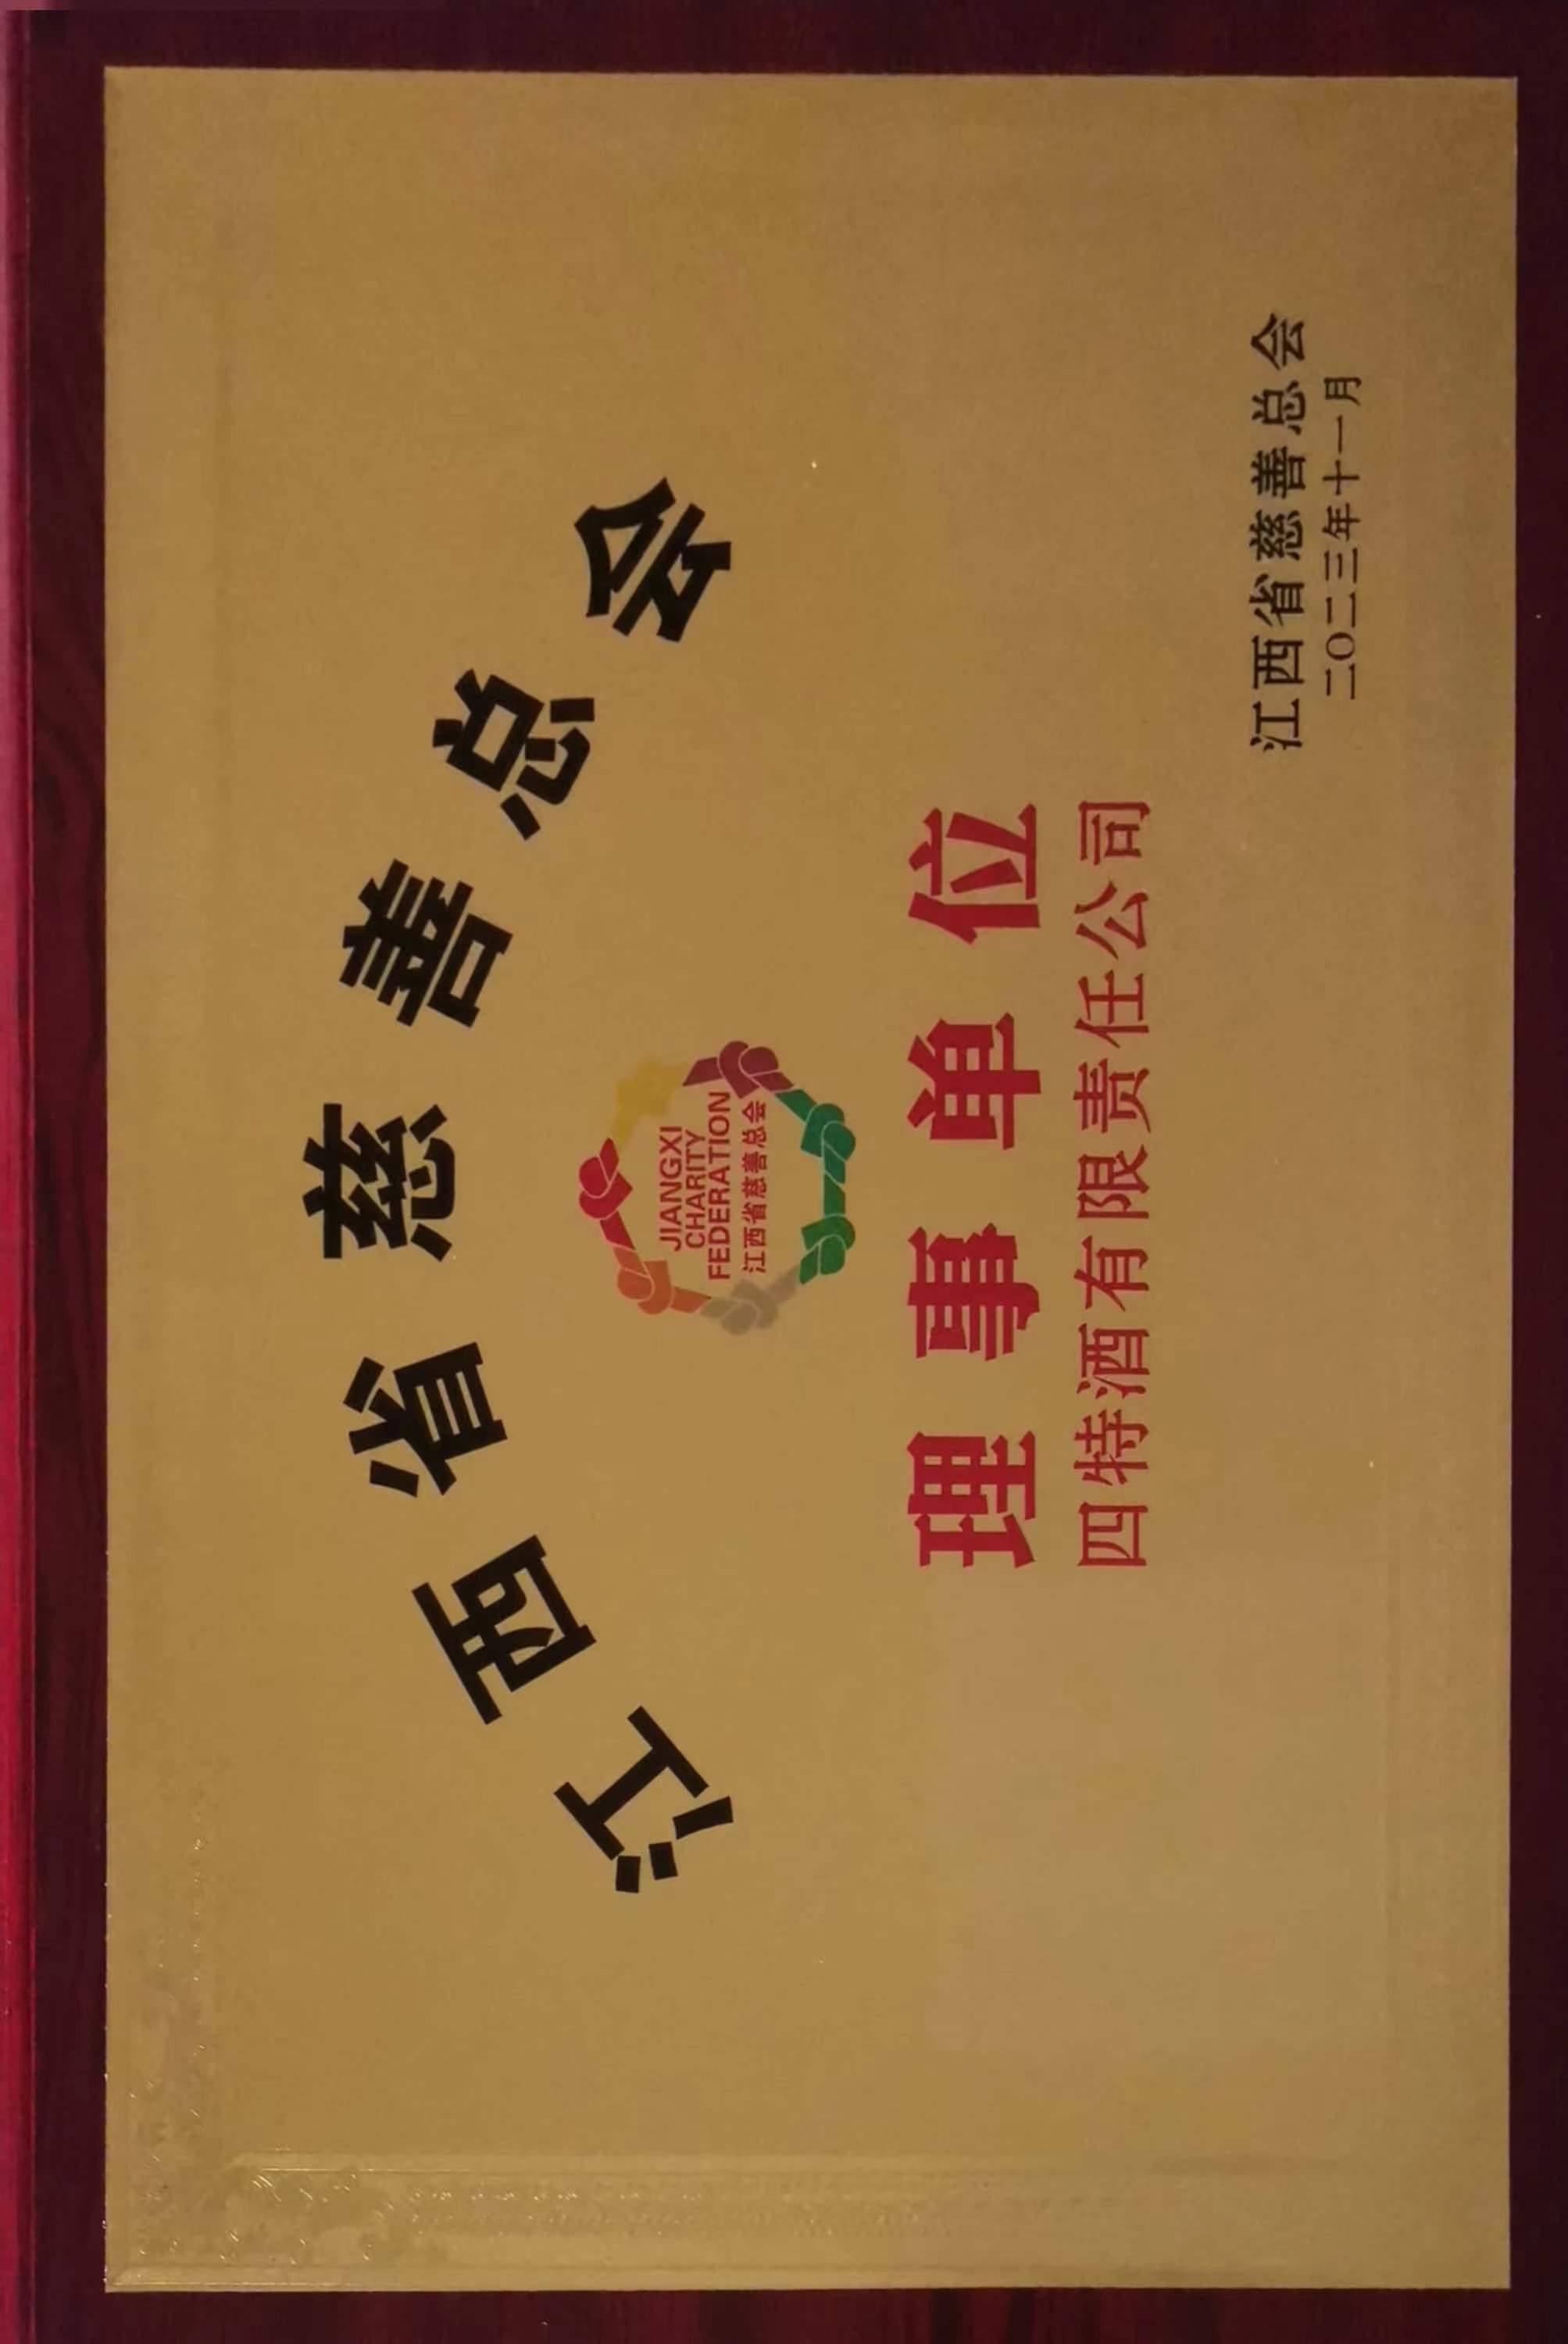 江西省慈善总会
JIANGXI
CHARITY
FEDERATION
江西省慈善总会
理事单位
四特酒有限责任公司
江西省慈善总会
二〇二三年十一月